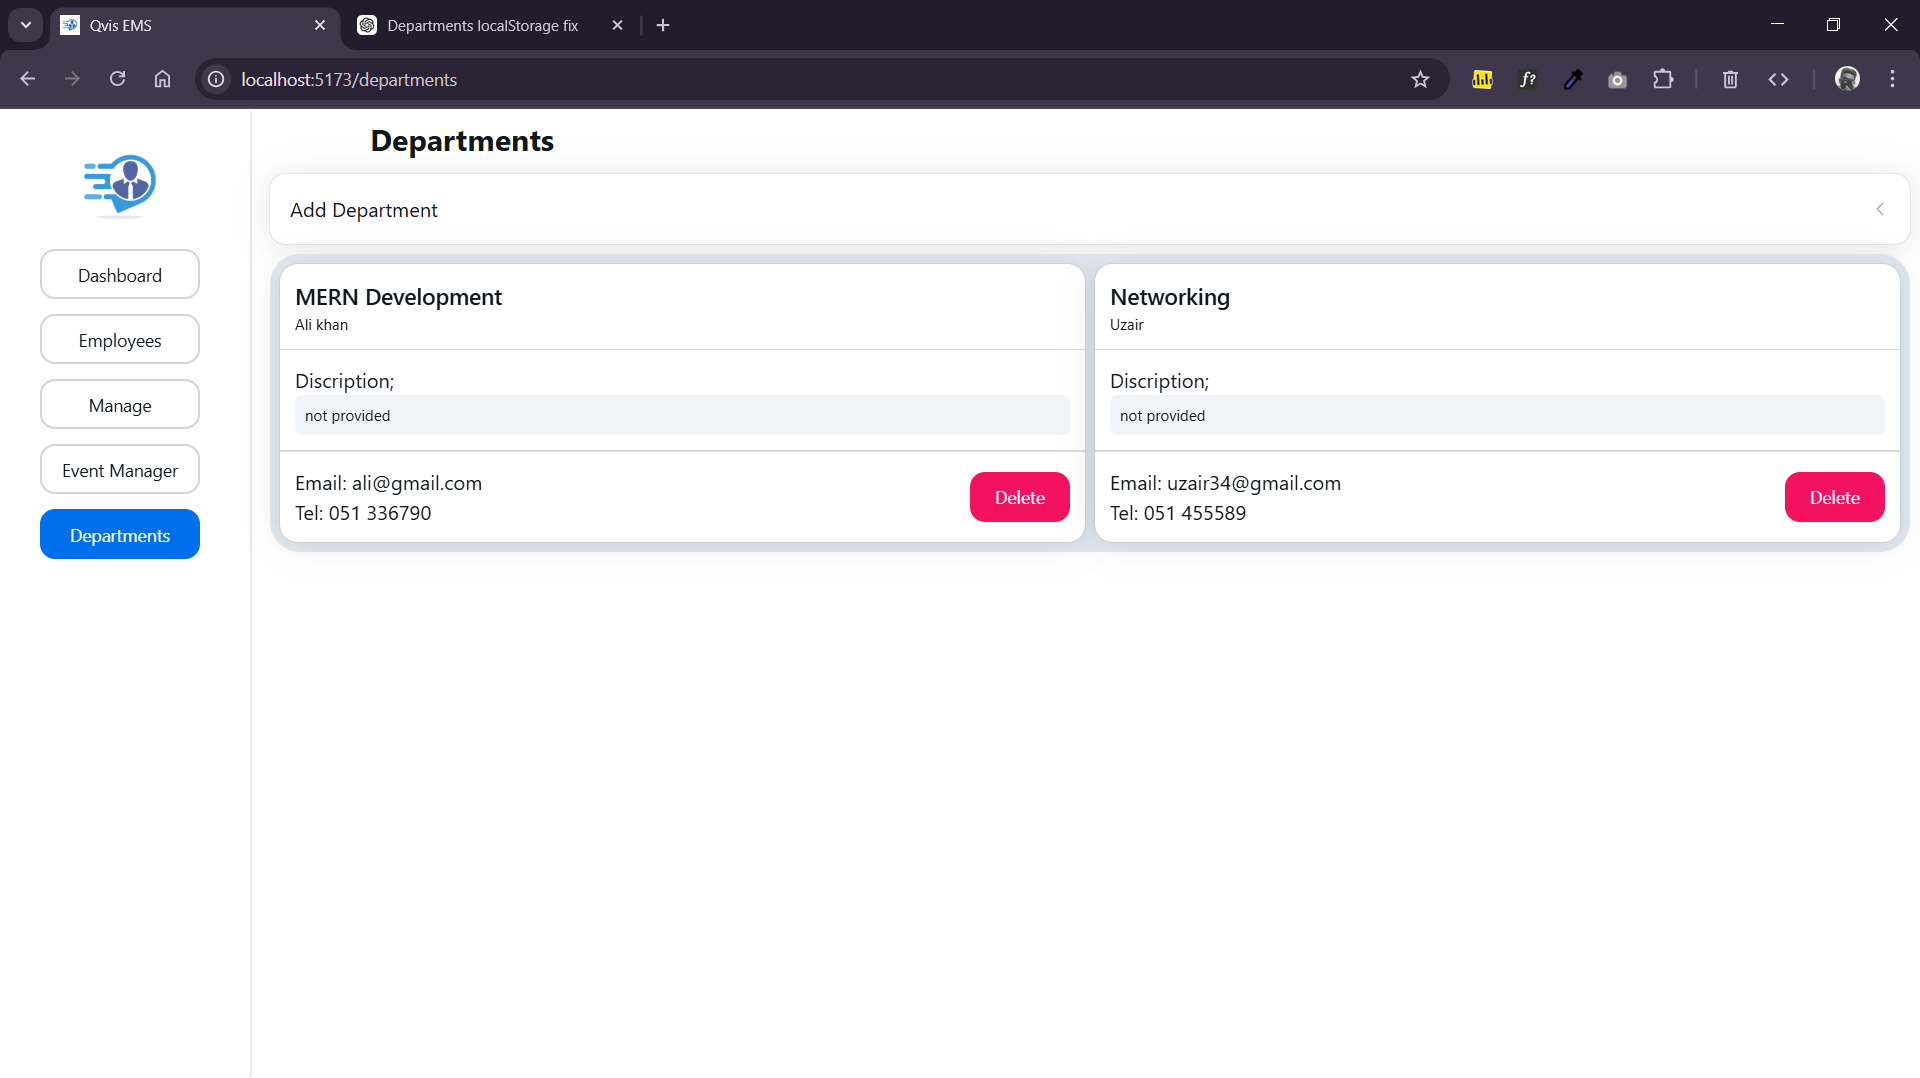 Qvis EMS
Departments localStorage fix
localhost:5173/departments
f?
Departments
Add Department
Dashboard
Employees
Manage
Event Manager
Departments
MERN Development
Ali khan
Discription;
not provided
Email: ali@gmail.com
Tel: 051 336790
Delete
Networking
Uzair
Discription;
not provided
Email: uzair34@gmail.com
Tel: 051 455589
Delete